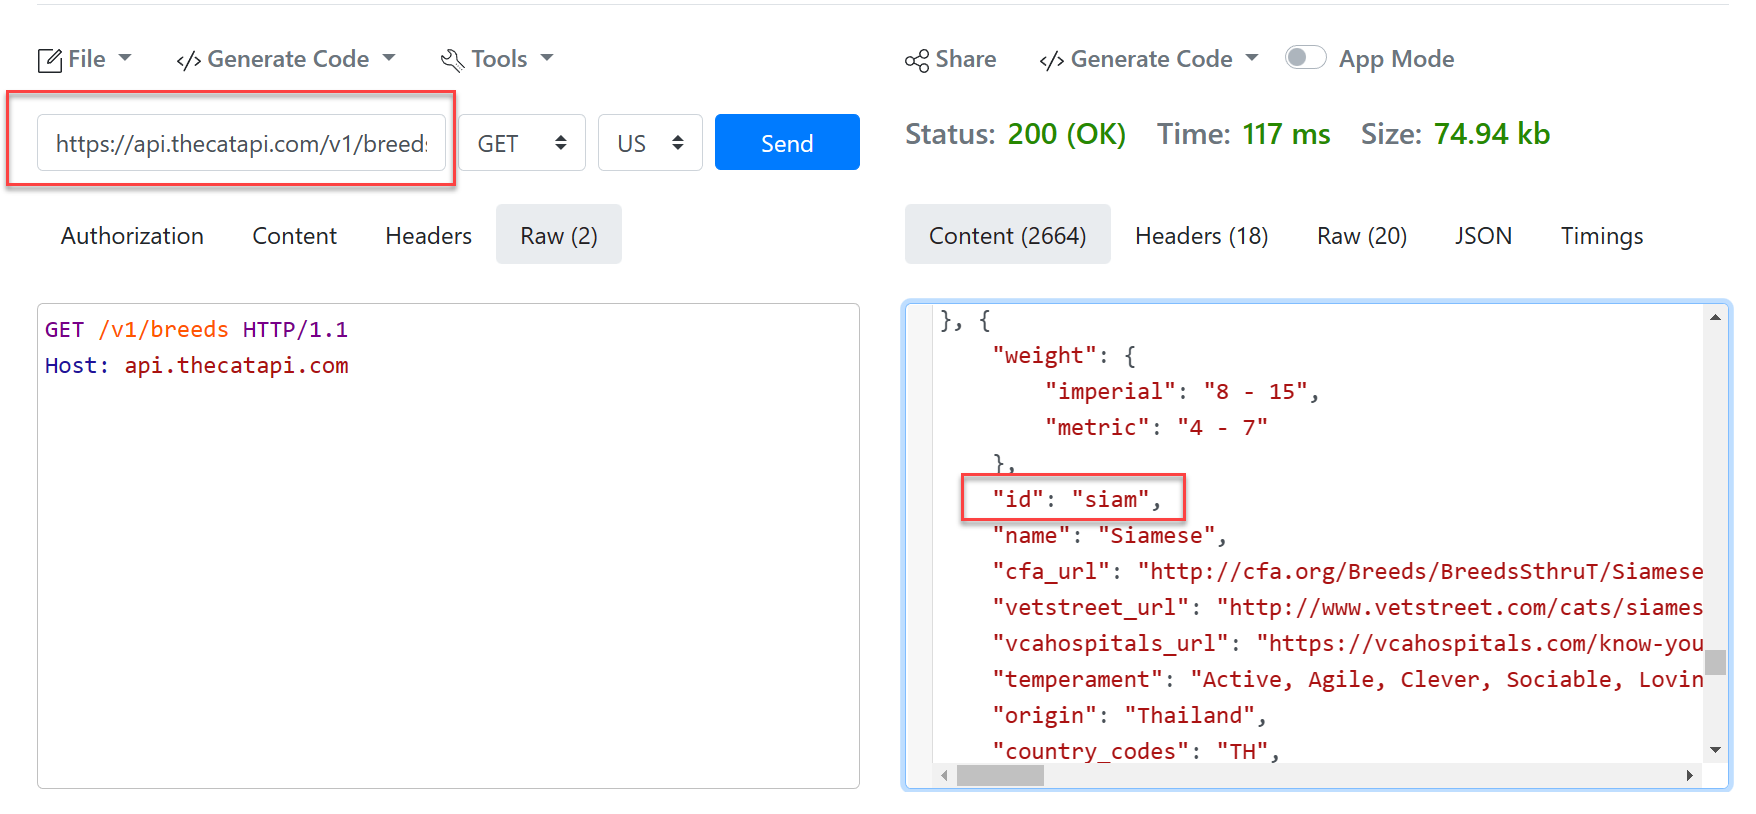 File
Generate Code
Tools
Share
Generate Code
App Mode
https://api.thecatapi.com/v1/breeds
GET
US
Send
Status: 200 (OK) Time: 117 ms Size: 74.94 kb
Authorization
Content
Headers
Raw (2)
Content (2664)
Headers (18)
Raw (20)
JSON
Timings
GET /v1/breeds HTTP/1.1
Host: api.thecatapi.com
}, {
"weight": {
"imperial": "8 - 15",
"metric": "4 - 7"
},
"id": "siam",
"name": "Siamese",
"cfa_url": "http://cfa.org/Breeds/BreedsSthruT/Siamese
"vetstreet_url": "http://www.vetstreet.com/cats/siames
"vcahospitals_url": "https://vcahospitals.com/know-you
"temperament": "Active, Agile, Clever, Sociable, Lovin
"origin": "Thailand",
"country_codes": "TH",